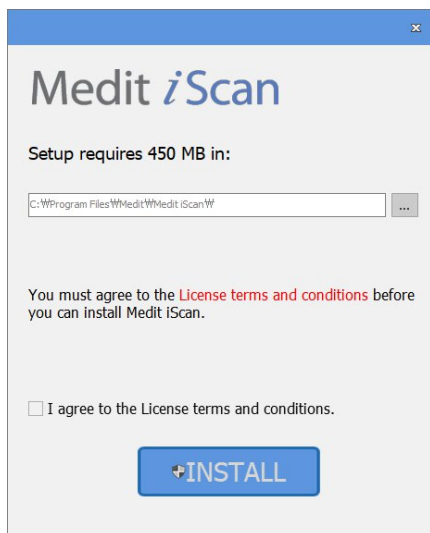 Medit iScan
Setup requires 450 MB in:
C:₩Program Files₩Medit₩Medit iScan₩
...
You must agree to the License terms and conditions before
you can install Medit iScan.
I agree to the License terms and conditions.
INSTALL